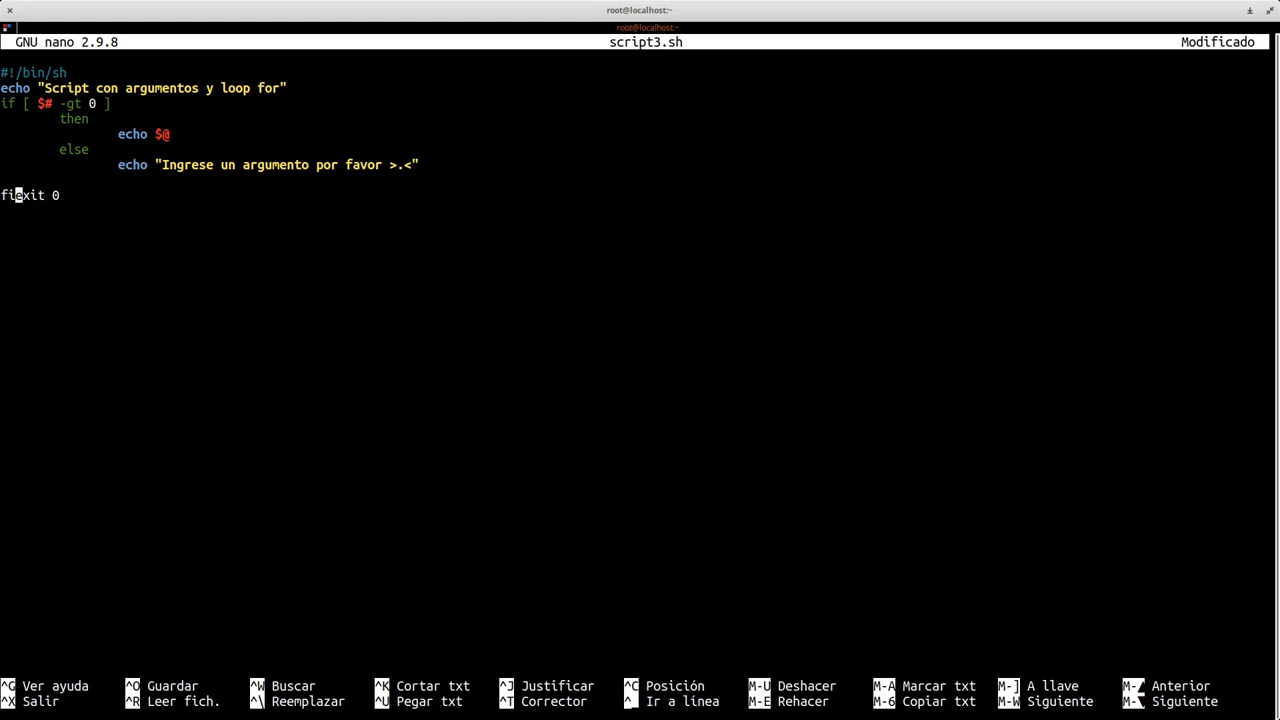 root@localhost:~
root@localhost:~
GNU nano 2.9.8 script3.sh Modificado
#!/bin/sh
echo "Script con argumentos y loop for"
if [ $# -gt 0 ]
then
echo $@
else
echo "Ingrese un argumento por favor >.<"
fiexit 0
^G Ver ayuda ^O Guardar ^W Buscar ^K Cortar txt ^J Justificar ^C Posición M-U Deshacer M-A Marcar txt M-] A llave M-/ Anterior
^X Salir ^R Leer fich. ^\ Reemplazar ^U Pegar txt ^T Corrector ^_ Ir a línea M-E Rehacer M-6 Copiar txt M-W Siguiente M-\ Siguiente